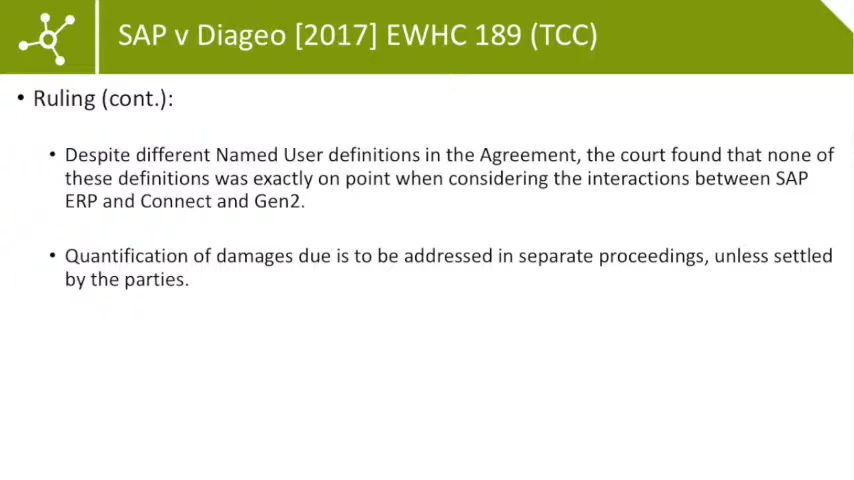 SAP v Diageo [2017] EWHC 189 (TCC)
• Ruling (cont.):
• Despite different Named User definitions in the Agreement, the court found that none of
these definitions was exactly on point when considering the interactions between SAP
ERP and Connect and Gen2.
• Quantification of damages due is to be addressed in separate proceedings, unless settled
by the parties.